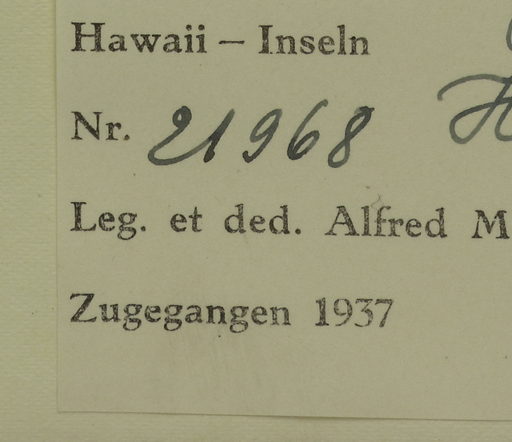 Hawaii – Inseln
Nr. 21968
Leg. et ded. Alfred M
Zugegangen 1937